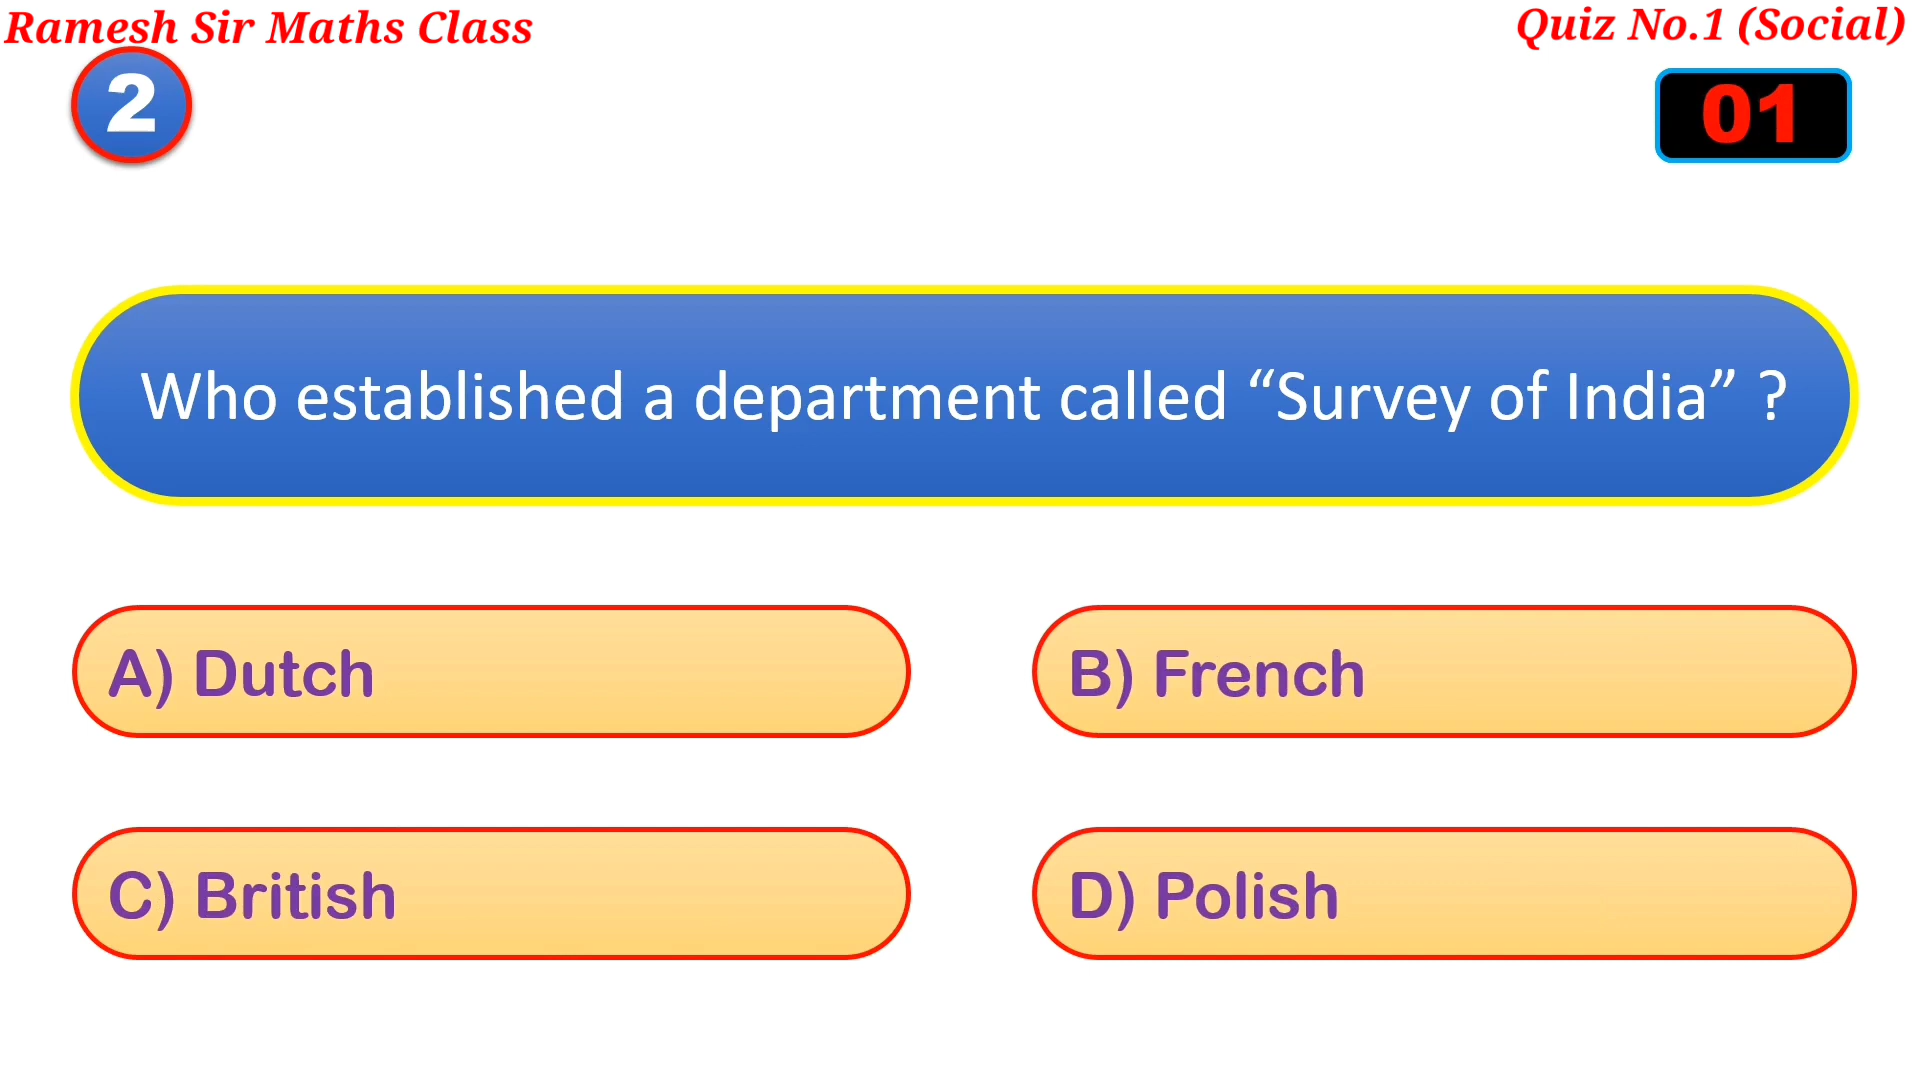 Ramesh Sir Maths Class
Quiz No.1 (Social)
2
01
Who established a department called “Survey of India” ?
A) Dutch
B) French
C) British
D) Polish